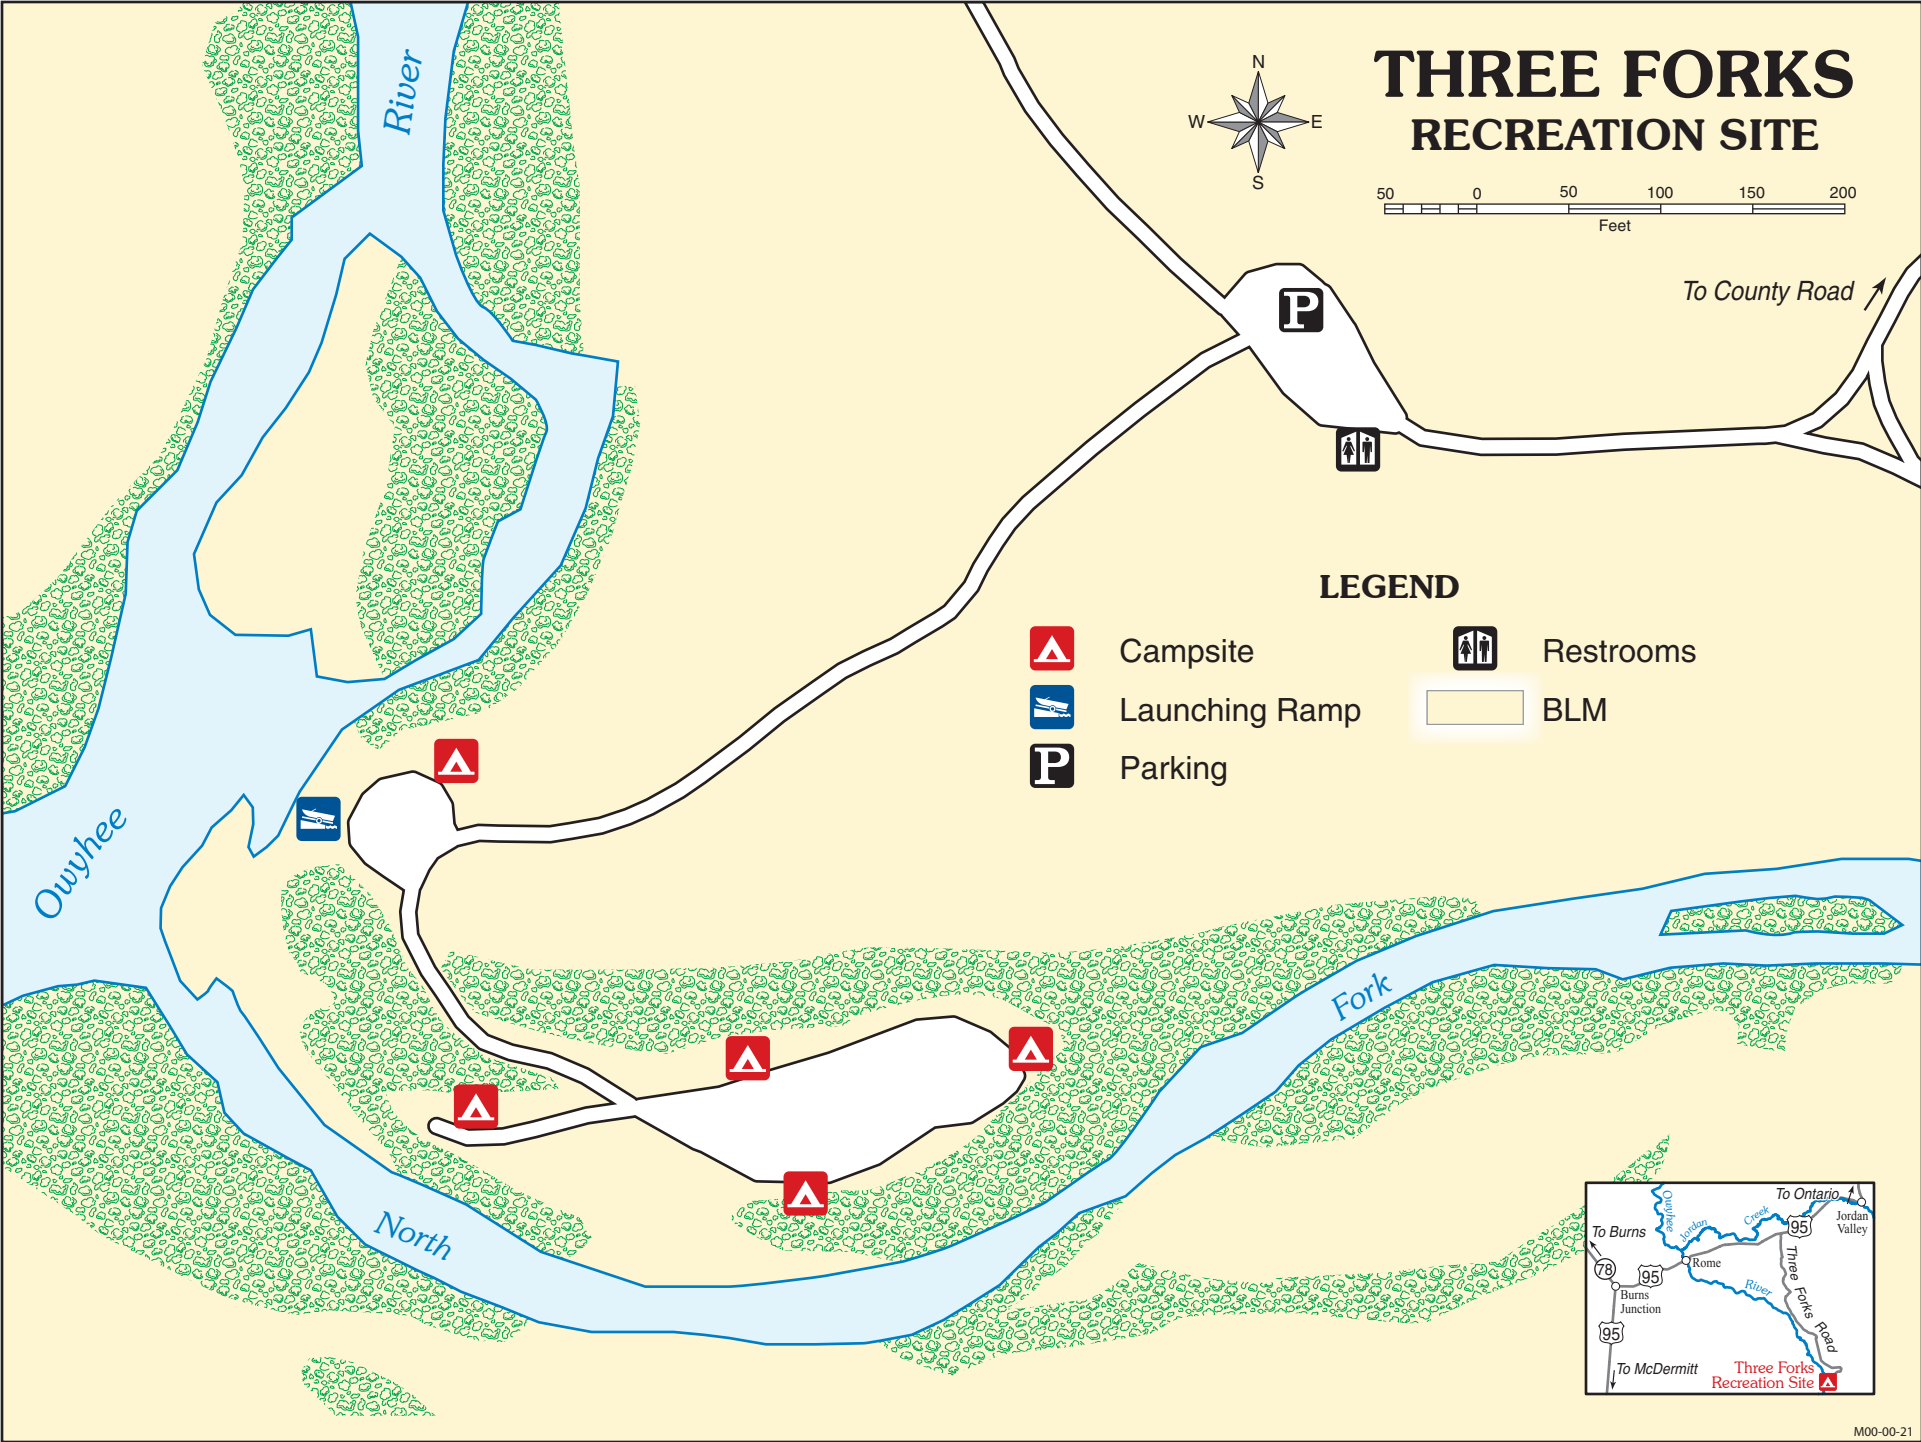 THREE FORKS
RECREATION SITE
N
W E
S
50 0 50 100 150 200
Feet
River
To County Road
P
LEGEND
Campsite
Restrooms
Launching Ramp
BLM
P
Parking
Owyhee
Fork
North
To Ontario
Jordan
Valley
Owyhee
Jordan
Creek
95
To Burns
78
95
Rome
Burns
Junction
River
Three Forks Road
95
To McDermitt
Three Forks
Recreation Site
M00-00-21